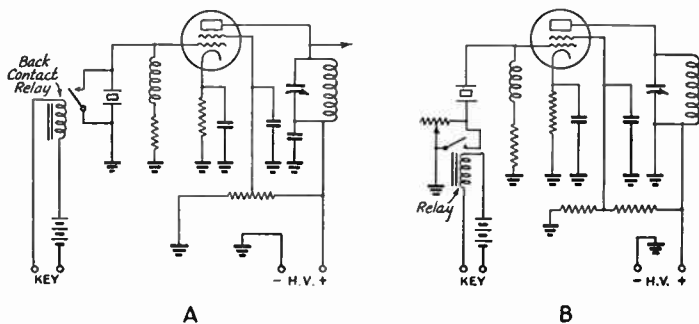 Back
Contact
Relay
KEY
- H.V. +
A
Relay
KEY
- H.V. +
B